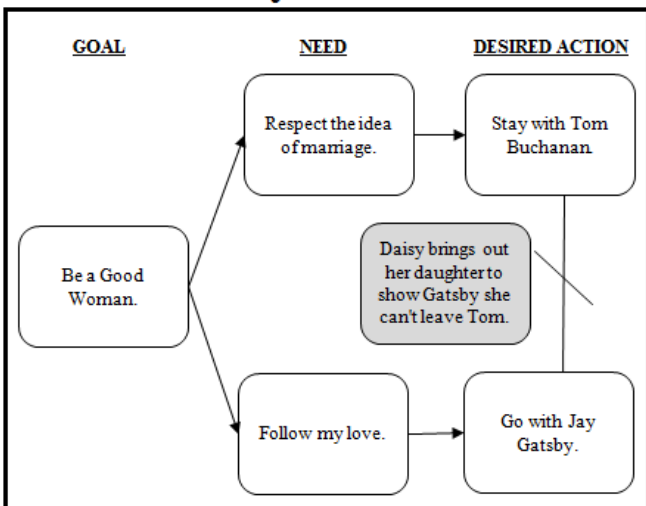 GOAL
NEED
DESIRED ACTION
Respect the idea
of marriage.
Stay with Tom
Buchanan.
Be a Good
Woman.
Daisy brings out
her daughter to
show Gatsby she
can't leave Tom.
Follow my love.
Go with Jay
Gatsby.